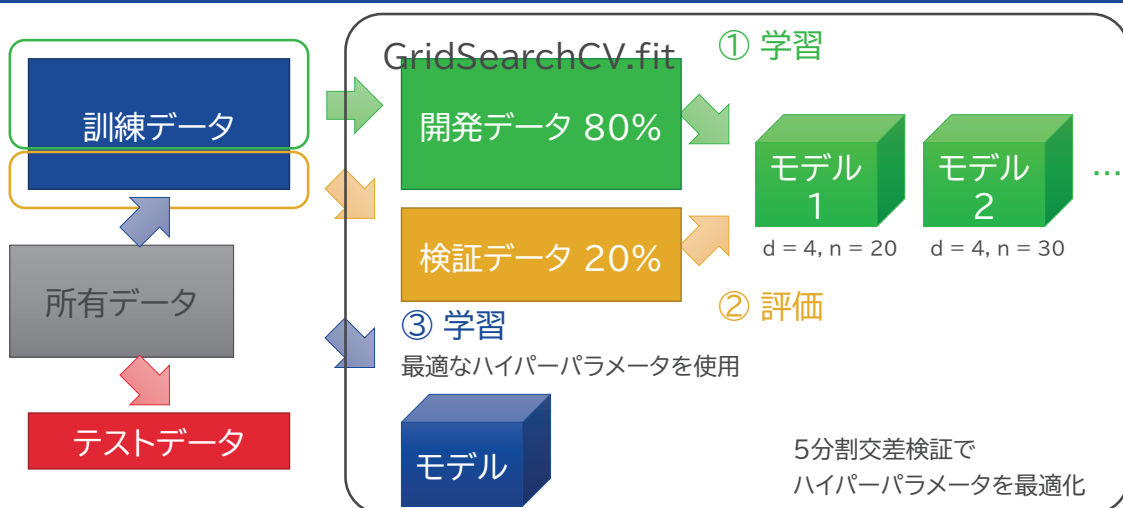 GridSearchCV.fit
① 学習
訓練データ
開発データ 80%
モデル
1
モデル
2
…
d = 4, n = 20
d = 4, n = 30
検証データ 20%
所有データ
② 評価
③ 学習
最適なハイパーパラメータを使用
テストデータ
モデル
5分割交差検証で
ハイパーパラメータを最適化